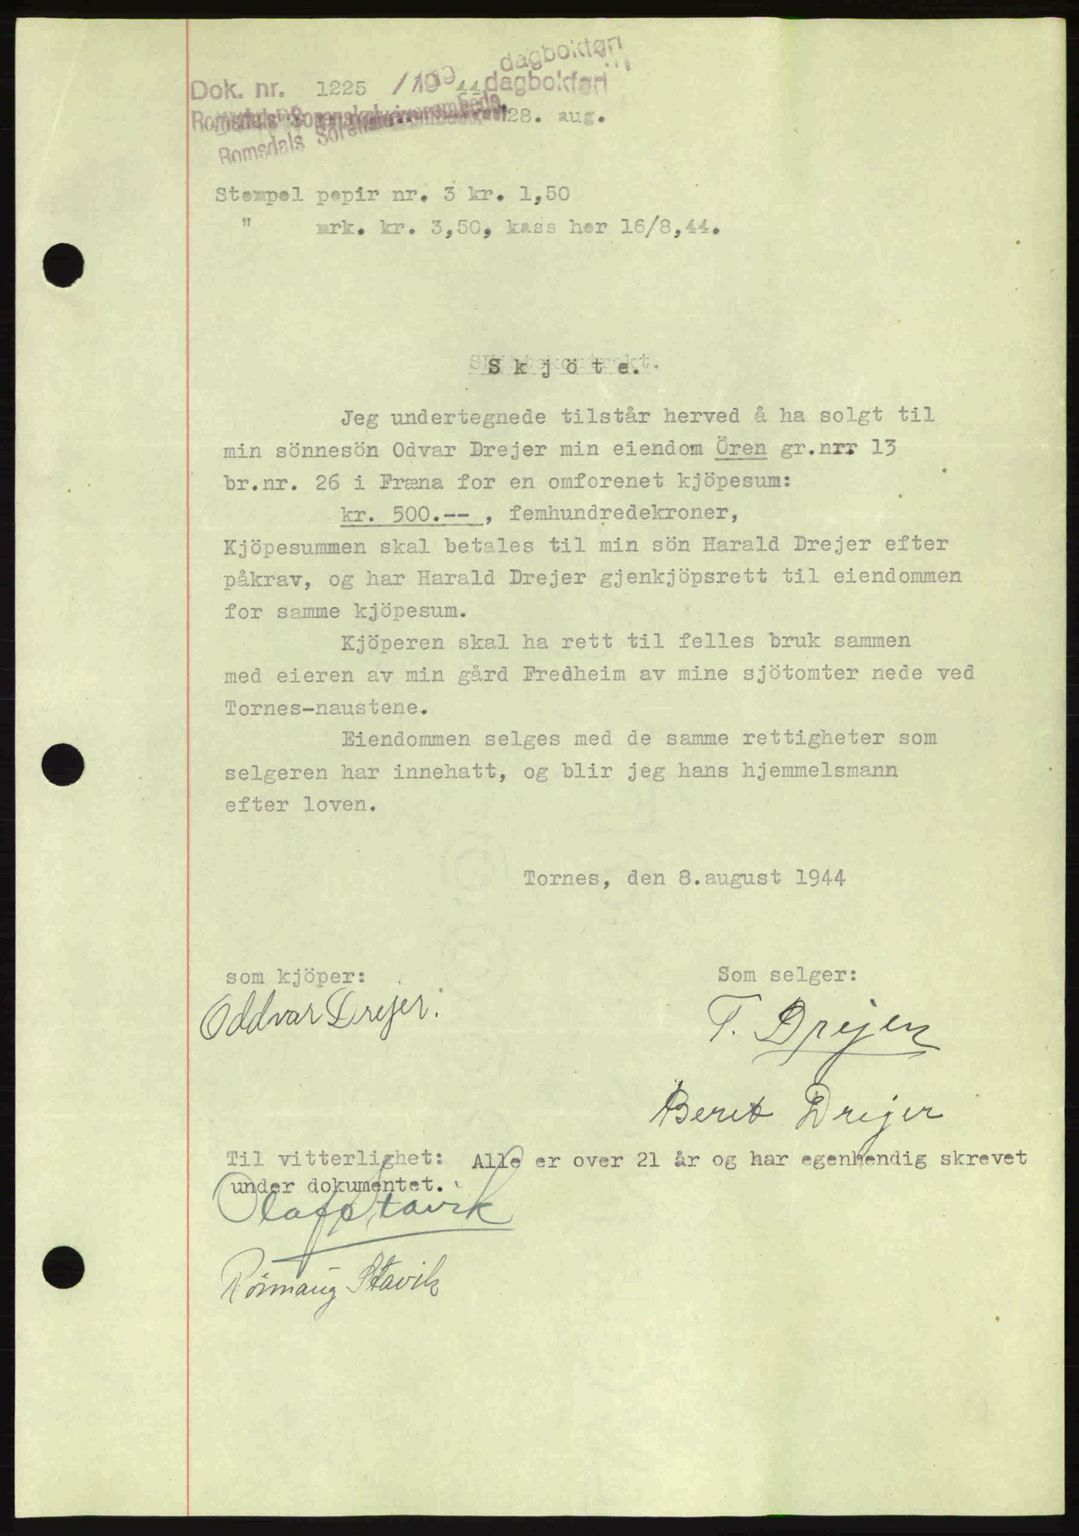 dagbokført
Dok. nr. 1225 /19 44 dagbokført
Romsdals Sorenskriverembede 28. aug.
Romsdals
Stempel papir nr. 3 kr. 1,50
" mrk. kr. 3,50, kass her 16/8,44.
Skjöte.
Jeg undertegnede tilstår herved å ha solgt til
min sönnesön Odvar Drejer min eiendom Ören gr.nrr 13
br.nr. 26 i Fræna for en omforenet kjöpesum:
kr. 500.-- , femhundredekroner,
Kjöpesummen skal betales til min sön Harald Drejer efter
påkrav, og har Harald Drejer gjenkjöpsrett til eiendommen
for samme kjöpesum.
Kjöperen skal ha rett til felles bruk sammen
med eieren av min gård Fredheim av mine sjötomter nede ved
Tornes-naustene.
Eiendommen selges med de samme rettigheter som
selgeren har innehatt, og blir jeg hans hjemmelsmann
efter loven.
Tornes, den 8.august 1944
som kjöper: Som selger:
Oddvar Drejer. T. Drejer
Beret Drejer
Til vitterlighet: Alle er over 21 år og har egenhendig skrevet
under dokumentet.
Olaf Stavik
Stavik